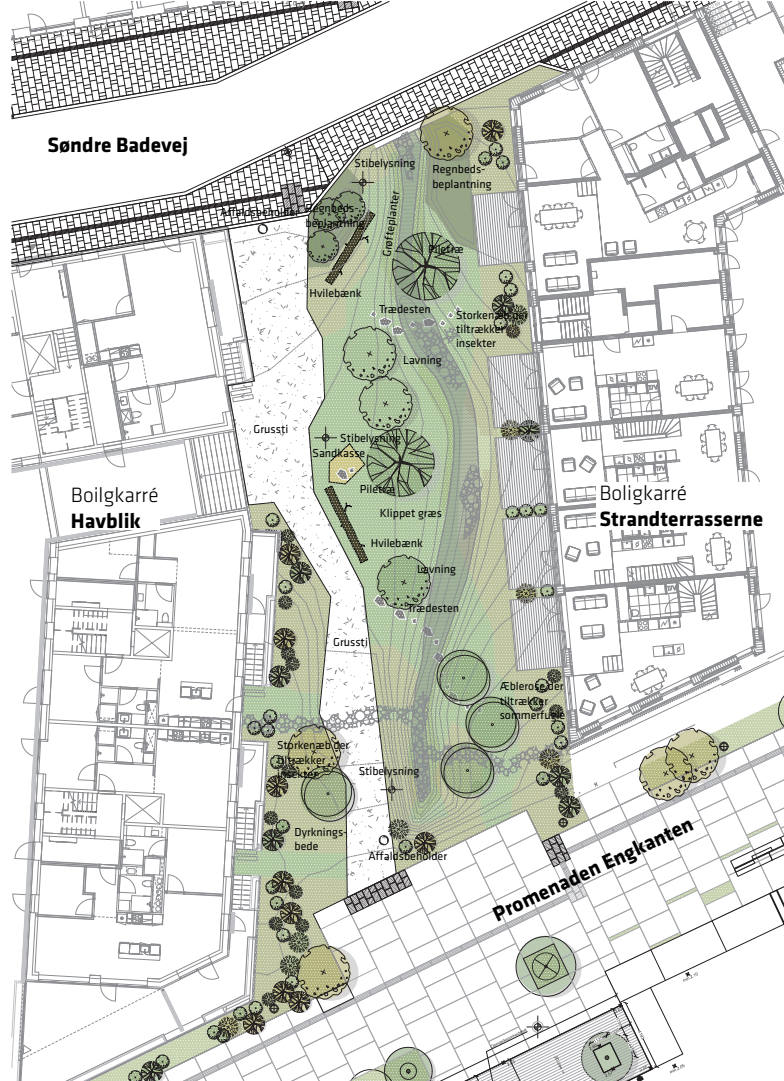 Søndre Badevej
Stibelysning
Regnbeds-
beplantning
Affaldsbeholder
Regnbeds-
beplantning
Grøfteplanter
Piletræ
Hvilebænk
Trædesten
Storkenæb der
tiltrækker
insekter
Lavning
Grussti
Stibelysning
Sandkasse
Piletræ
Boilgkarré
Havblik
Boligkarré
Strandterrasserne
Klippet græs
Hvilebænk
Lavning
Trædesten
Grussti
Æblerose der
tiltrækker
sommerfugle
Storkenæb der
tiltrækker
insekter
Stibelysning
Dyrknings-
bede
Affaldsbeholder
Promenaden Engkanten